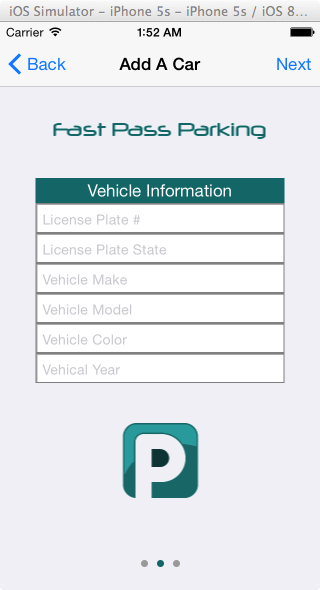 iOS Simulator – iPhone 5s – iPhone 5s / iOS 8...
Carrier 1:52 AM
Back Add A Car Next
Fast Pass Parking
Vehicle Information
License Plate #
License Plate State
Vehicle Make
Vehicle Model
Vehicle Color
Vehical Year
P